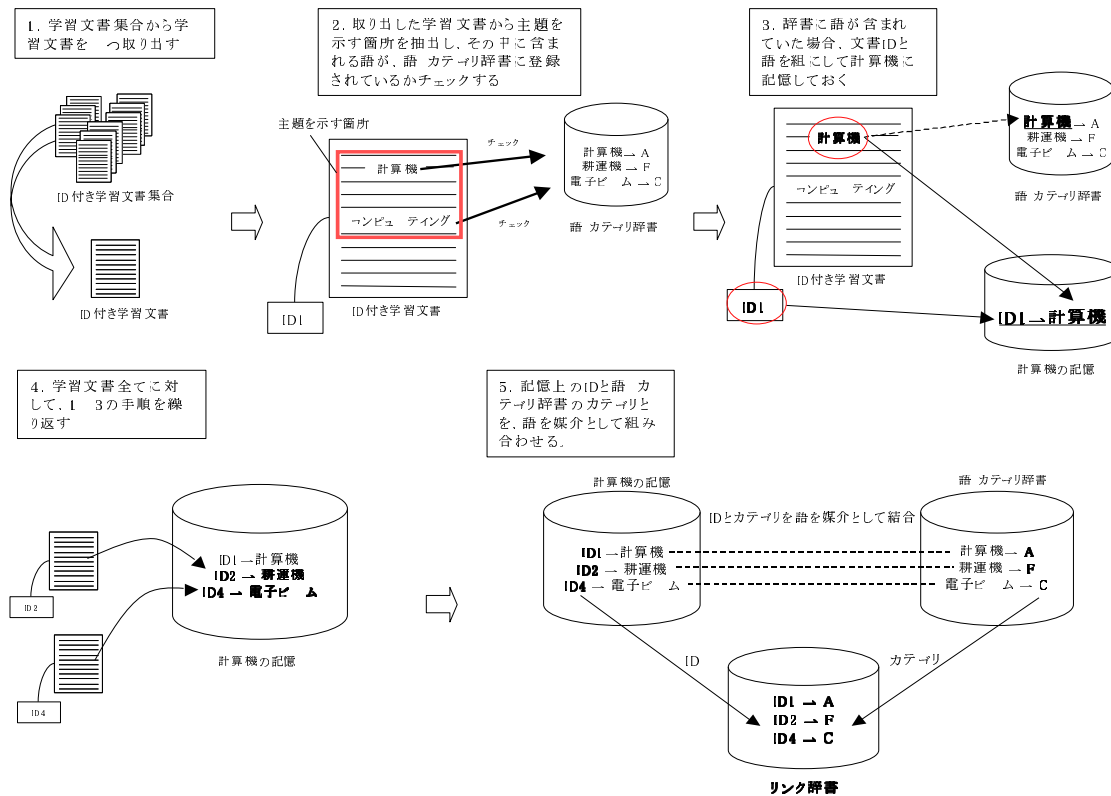 1. 学習文書集合から学
習文書を 一つ取り出す
ID付き学習文書集合
ID付き学習文書
2. 取り出した学習文書から主題を
示す箇所を抽出し、その中に含ま
れる語が、語 カテゴリ辞書に登録
されているかチェックする
主題を示す箇所
計算機
コンピュ ティング
チェック
チェック
計算機→A
耕運機→F
電子ビ ム→C
語 カテゴリ辞書
ID付き学習文書
ID1
3. 辞書に語が含まれ
ていた場合、文書IDと
語を組にして計算機に
記憶しておく
計算機
コンピュ ティング
ID付き学習文書
ID1
計算機→A
耕運機→F
電子ビ ム→C
語 カテゴリ辞書
ID1→計算機
計算機の記憶
4. 学習文書全てに対
して、1 3の手順を繰
り返す
ID2
ID4
ID1→計算機
ID2→耕運機
ID4→電子ビ ム
計算機の記憶
5. 記憶上のIDと語 カ
テゴリ辞書のカテゴリと
を、語を媒介として組み
合わせる。
計算機の記憶
語 カテゴリ辞書
IDとカテゴリを語を媒介として結合
ID1→計算機
ID2→耕運機
ID4→電子ビ ム
計算機→A
耕運機→F
電子ビ ム→C
ID
カテゴリ
ID1→A
ID2→F
ID4→C
リンク辞書